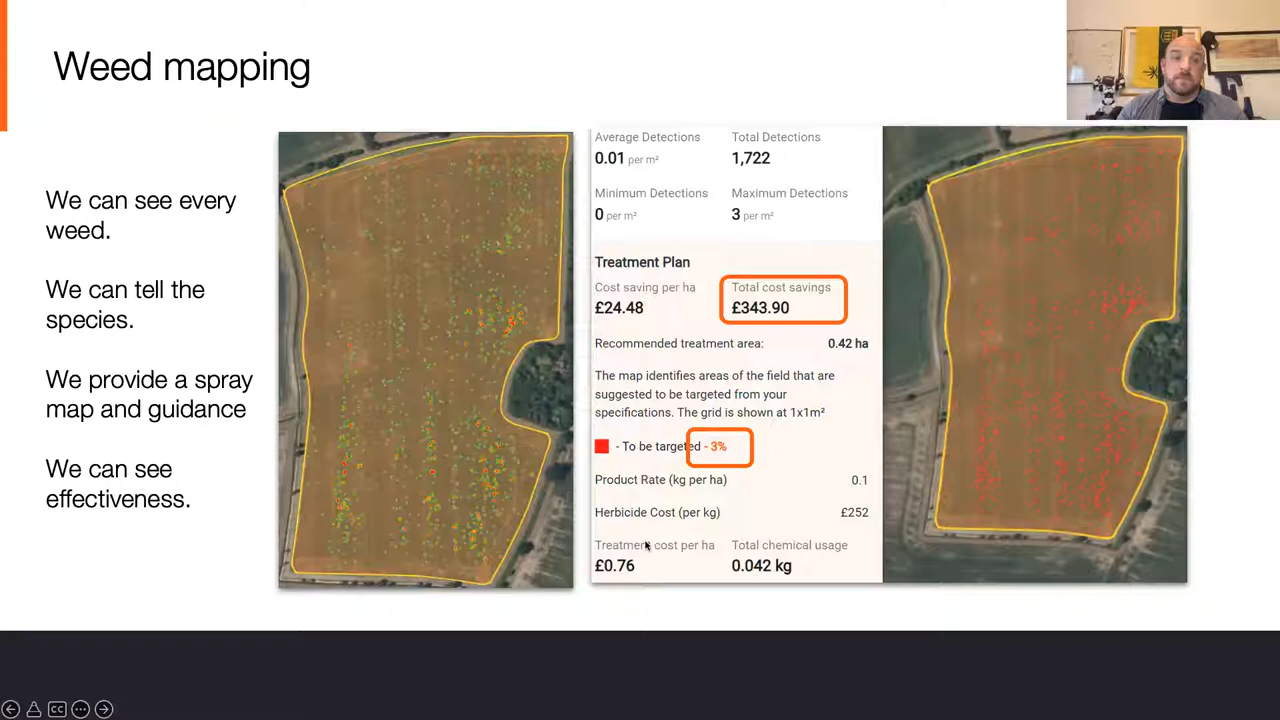 Weed mapping
We can see every
weed.
We can tell the
species.
We provide a spray
map and guidance
We can see
effectiveness.
Average Detections
Total Detections
0.01 per m²
1,722
Minimum Detections
Maximum Detections
0 per m²
3 per m²
Treatment Plan
Cost saving per ha
Total cost savings
£24.48
£343.90
Recommended treatment area: 0.42 ha
The map identifies areas of the field that are
suggested to be targeted from your
specifications. The grid is shown at 1x1m²
- To be targeted - 3%
Product Rate (kg per ha) 0.1
Herbicide Cost (per kg) £252
Treatment cost per ha
Total chemical usage
£0.76
0.042 kg
CC